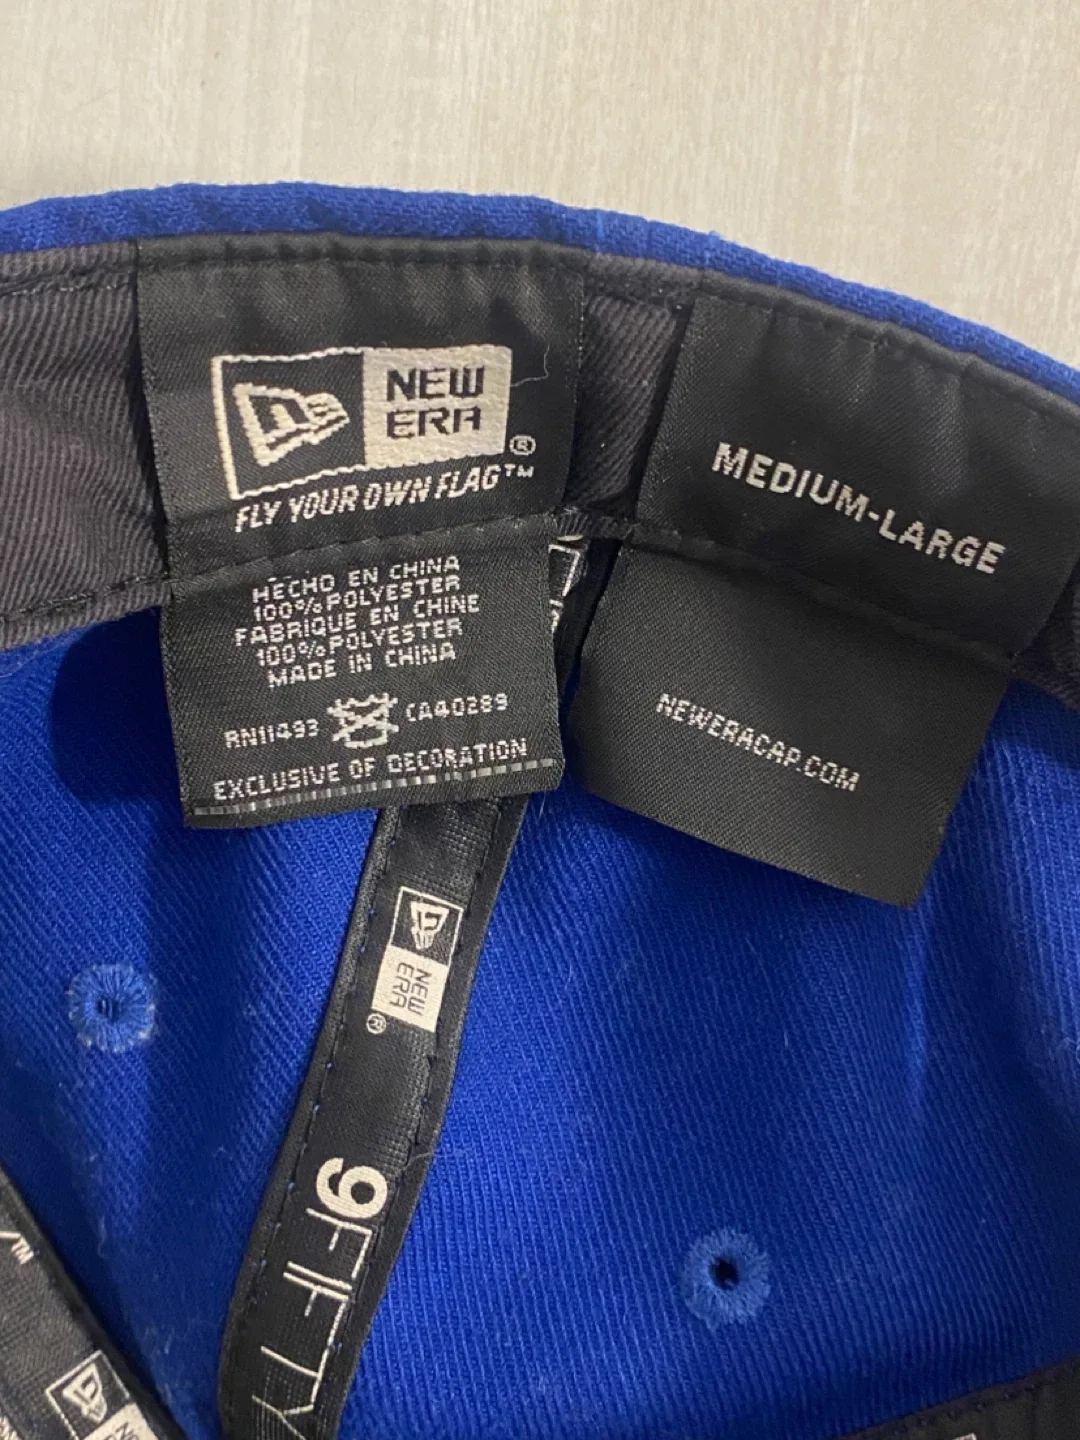 NEW
ERA
®
FLY YOUR OWN FLAG™
HECHO EN CHINA
100% POLYESTER
FABRIQUE EN CHINE
100% POLYESTER
MADE IN CHINA
RN11493 CA40289
EXCLUSIVE OF DECORATION
MEDIUM-LARGE
NEWERACAP.COM
NEW
ERA
®
9FIFTY
™